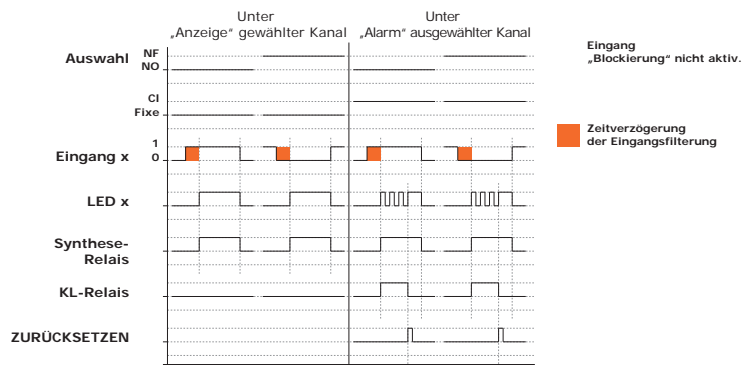 Unter
„Anzeige“ gewählter Kanal
Unter
„Alarm“ ausgewählter Kanal
Auswahl
NF
NO
CI
Fixe
Eingang x
1
0
LED x
Synthese-
Relais
KL-Relais
ZURÜCKSETZEN
Eingang
„Blockierung“ nicht aktiv.
Zeitverzögerung
der Eingangsfilterung